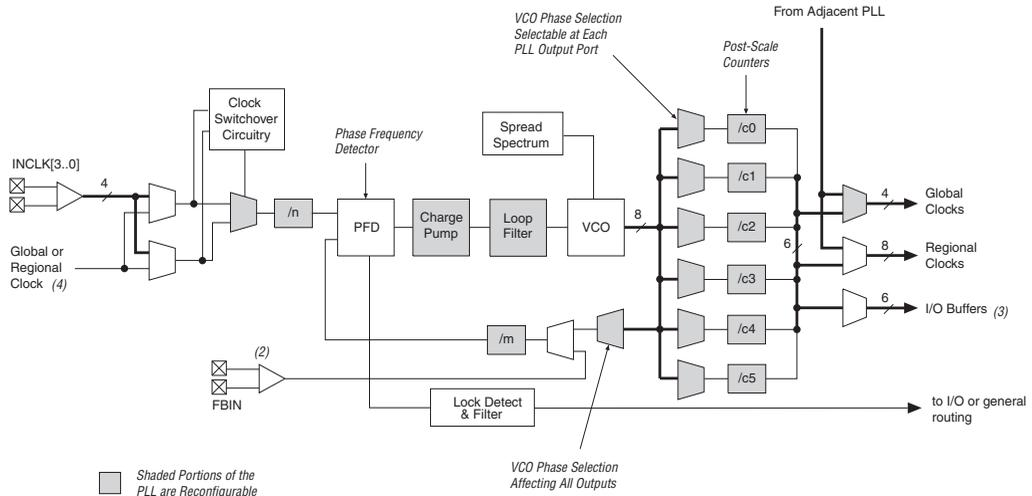 From Adjacent PLL
VCO Phase Selection
Selectable at Each
PLL Output Port
Post-Scale
Counters
Clock
Switchover
Circuitry
Phase Frequency
Detector
Spread
Spectrum
INCLK[3..0]
4
Global or
Regional
Clock (4)
/n
PFD
Charge
Pump
Loop
Filter
VCO
8
/c0
/c1
/c2
/c3
/c4
/c5
6
4
Global
Clocks
8
Regional
Clocks
6
I/O Buffers (3)
/m
(2)
FBIN
Lock Detect
& Filter
to I/O or general
routing
VCO Phase Selection
Affecting All Outputs
Shaded Portions of the
PLL are Reconfigurable